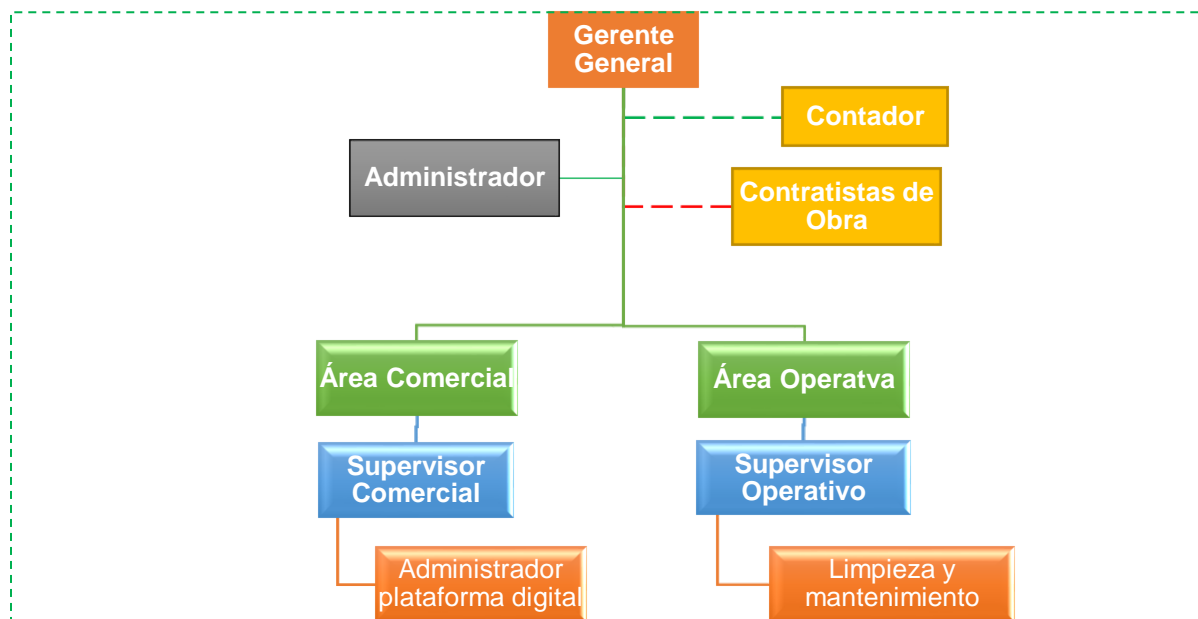 Gerente
General
Contador
Administrador
Contratistas de
Obra
Área Comercial
Área Operatva
Supervisor
Comercial
Supervisor
Operativo
Administrador
plataforma digital
Limpieza y
mantenimiento